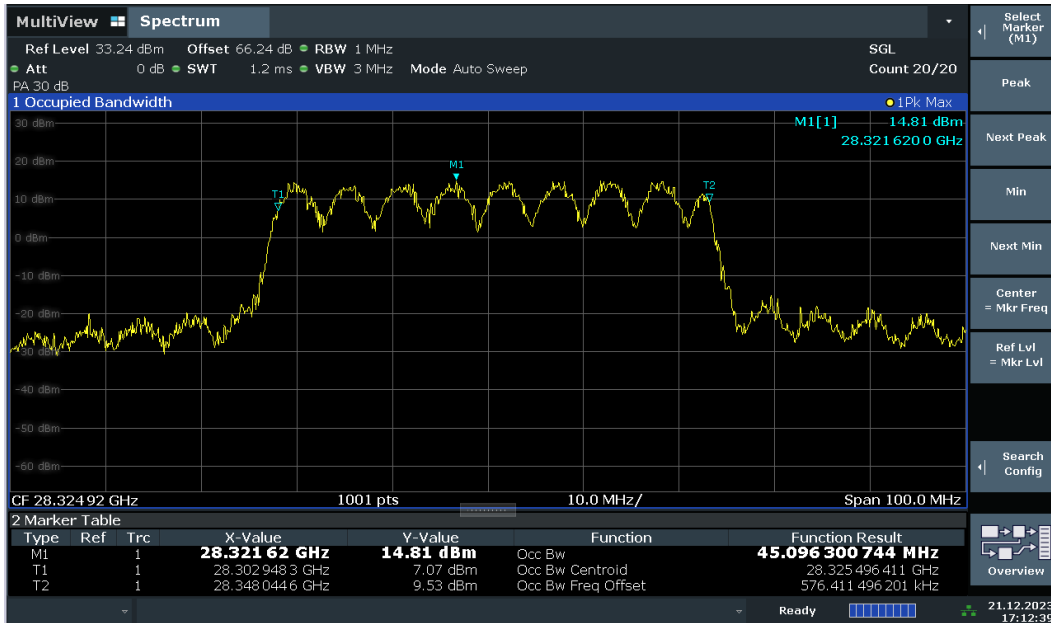 MultiView Spectrum
Ref Level 33.24 dBm Offset 66.24 dB RBW 1 MHz SGL
Att 0 dB SWT 1.2 ms VBW 3 MHz Mode Auto Sweep Count 20/20
PA 30 dB
1 Occupied Bandwidth 1Pk Max
30 dBm
M1[1] 14.81 dBm
28.321 620 0 GHz
20 dBm
M1
T1
T2
10 dBm
0 dBm
-10 dBm
-20 dBm
-30 dBm
-40 dBm
-50 dBm
-60 dBm
CF 28.324 92 GHz 1001 pts 10.0 MHz/ Span 100.0 MHz
2 Marker Table
Type Ref Trc X-Value Y-Value Function Function Result
M1 1 28.321 62 GHz 14.81 dBm Occ Bw 45.096 300 744 MHz
T1 1 28.302 948 3 GHz 7.07 dBm Occ Bw Centroid 28.325 496 411 GHz
T2 1 28.348 044 6 GHz 9.53 dBm Occ Bw Freq Offset 576.411 496 201 kHz
Ready
21.12.2023
17:12:39
Select
Marker
(M1)
Peak
Next Peak
Min
Next Min
Center
= Mkr Freq
Ref Lvl
= Mkr Lvl
Search
Config
Overview